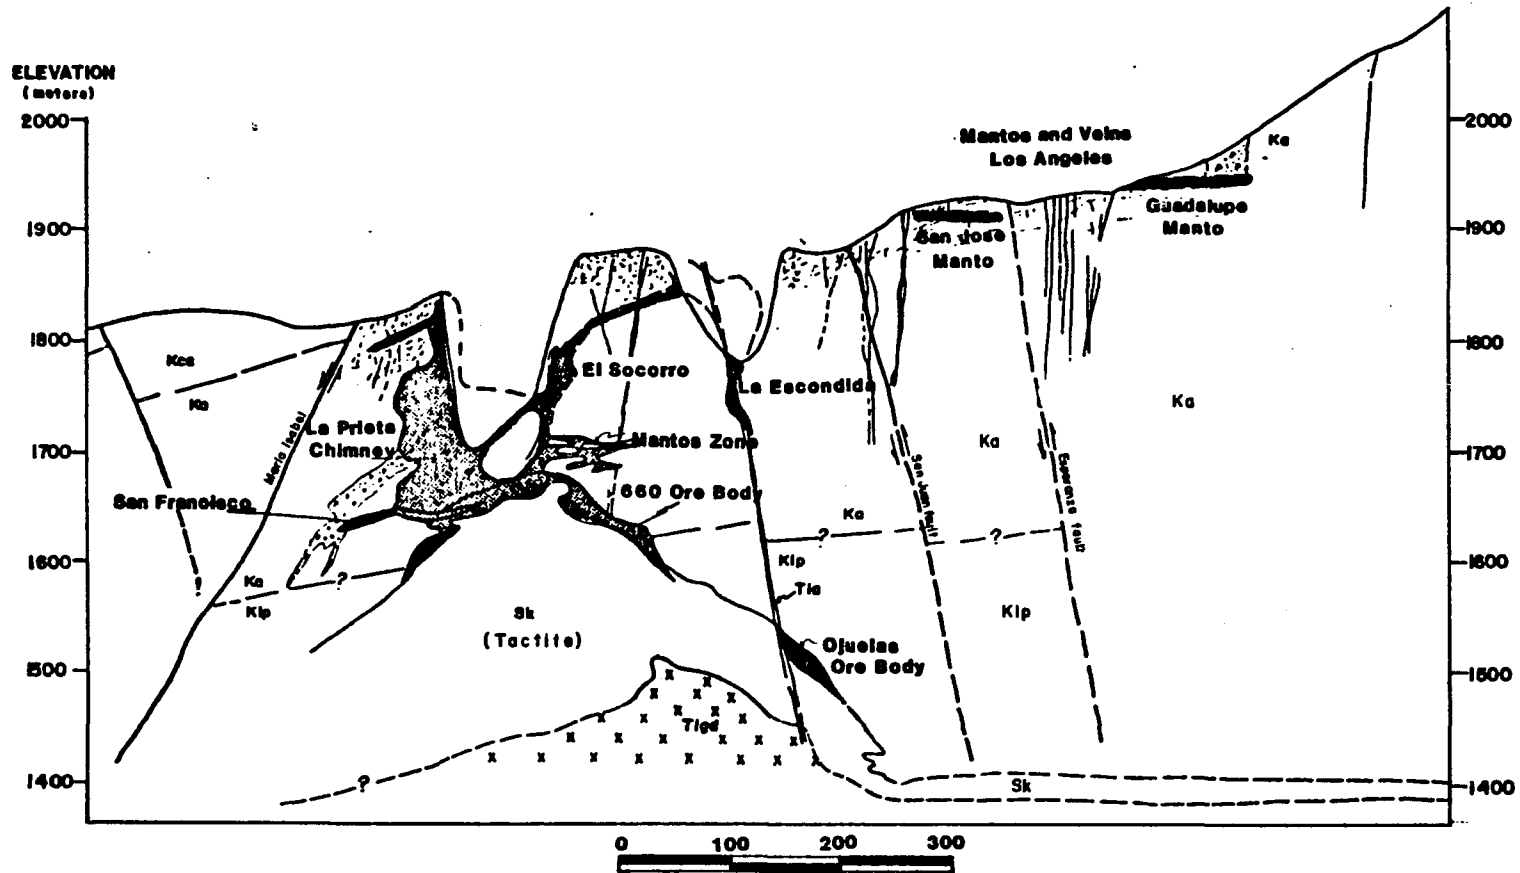 ELEVATION
(meters)
2000
2000
Mantos and Veins
Los Angeles
Ka
Guadalupe
Manto
1900
1900
San Jose
Manto
1800
1800
Kcs
Ka
El Socorro
La Escondida
Ka
Maria Isabel
La Prieta
Chimney
Mantos Zone
Ka
1700
1700
San Juan fault
Esperanza fault
San Francisco
660 Ore Body
Ka
?
?
1600
1600
Klp
Ka
?
Klp
Tla
Sk
(Tactite)
Klp
Ojuelas
Ore Body
1500
1500
Tigd
1400
?
Sk
1400
0 100 200 300